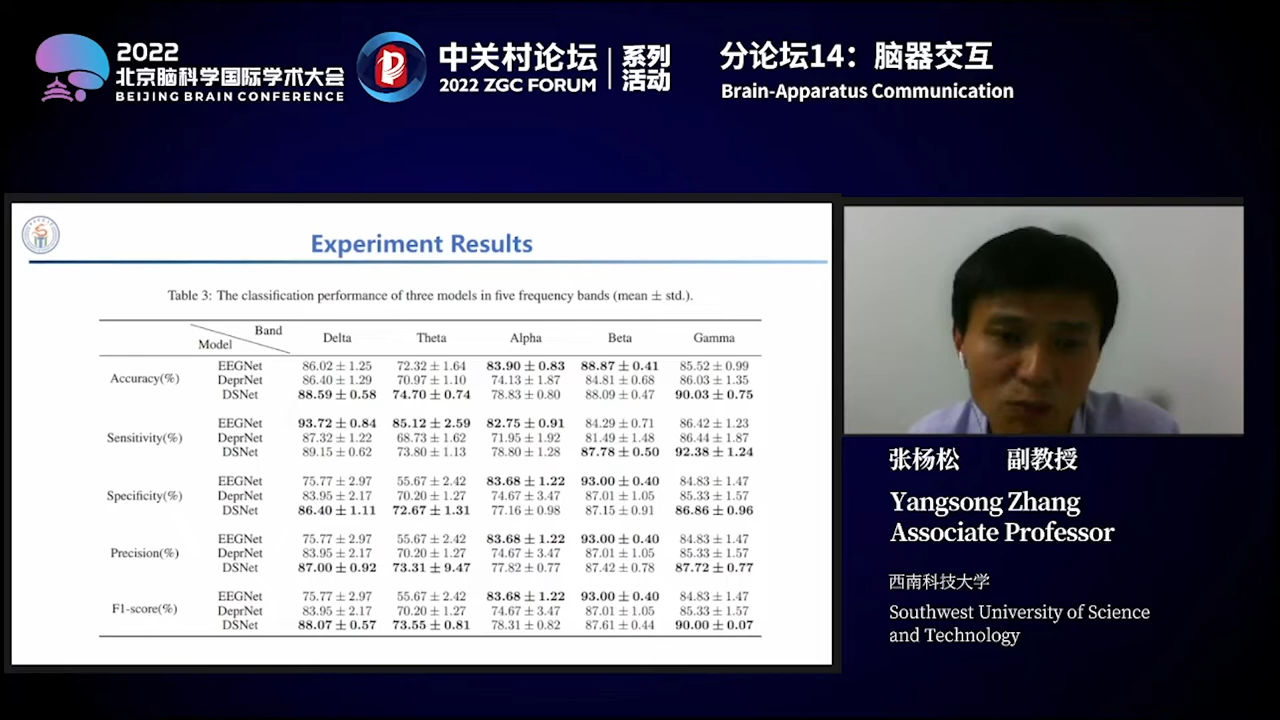 2022
北京脑科学国际学术大会
BEIJING BRAIN CONFERENCE
中关村论坛
2022 ZGC FORUM
系列
活动
分论坛14：脑器交互
Brain-Apparatus Communication
Experiment Results
Table 3: The classification performance of three models in five frequency bands (mean ± std.).
Model Band Delta Theta Alpha Beta Gamma
Accuracy(%)
EEGNet 86.02 ± 1.25 72.32 ± 1.64 83.90 ± 0.83 88.87 ± 0.41 85.52 ± 0.99
DeprNet 86.40 ± 1.29 70.97 ± 1.10 74.13 ± 1.87 84.81 ± 0.68 86.03 ± 1.35
DSNet 88.59 ± 0.58 74.70 ± 0.74 78.83 ± 0.80 88.09 ± 0.47 90.03 ± 0.75
Sensitivity(%)
EEGNet 93.72 ± 0.84 85.12 ± 2.59 82.75 ± 0.91 84.29 ± 0.71 86.42 ± 1.23
DeprNet 87.32 ± 1.22 68.73 ± 1.62 71.95 ± 1.92 81.49 ± 1.48 86.44 ± 1.87
DSNet 89.15 ± 0.62 73.80 ± 1.13 78.80 ± 1.28 87.78 ± 0.50 92.38 ± 1.24
Specificity(%)
EEGNet 75.77 ± 2.97 55.67 ± 2.42 83.68 ± 1.22 93.00 ± 0.40 84.83 ± 1.47
DeprNet 83.95 ± 2.17 70.20 ± 1.27 74.67 ± 3.47 87.01 ± 1.05 85.33 ± 1.57
DSNet 86.40 ± 1.11 72.67 ± 1.31 77.16 ± 0.98 87.15 ± 0.91 86.86 ± 0.96
Precision(%)
EEGNet 75.77 ± 2.97 55.67 ± 2.42 83.68 ± 1.22 93.00 ± 0.40 84.83 ± 1.47
DeprNet 83.95 ± 2.17 70.20 ± 1.27 74.67 ± 3.47 87.01 ± 1.05 85.33 ± 1.57
DSNet 87.00 ± 0.92 73.31 ± 9.47 77.82 ± 0.77 87.42 ± 0.78 87.72 ± 0.77
F1-score(%)
EEGNet 75.77 ± 2.97 55.67 ± 2.42 83.68 ± 1.22 93.00 ± 0.40 84.83 ± 1.47
DeprNet 83.95 ± 2.17 70.20 ± 1.27 74.67 ± 3.47 87.01 ± 1.05 85.33 ± 1.57
DSNet 88.07 ± 0.57 73.55 ± 0.81 78.31 ± 0.82 87.61 ± 0.44 90.00 ± 0.07
张杨松 副教授
Yangsong Zhang
Associate Professor
西南科技大学
Southwest University of Science
and Technology